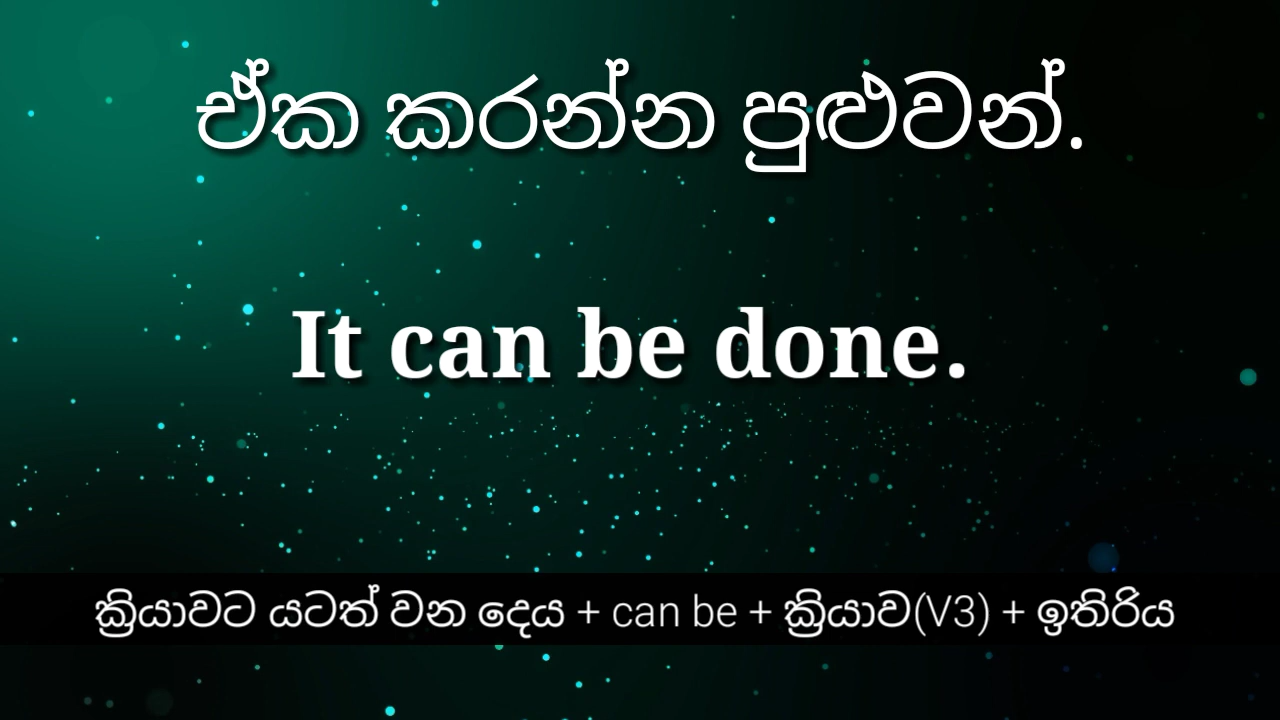 ඒක කරන්න පුළුවන්.
It can be done.
ක්‍රියාවට යටත් වන දෙය + can be + ක්‍රියාව(V3) + ඉතිරිය